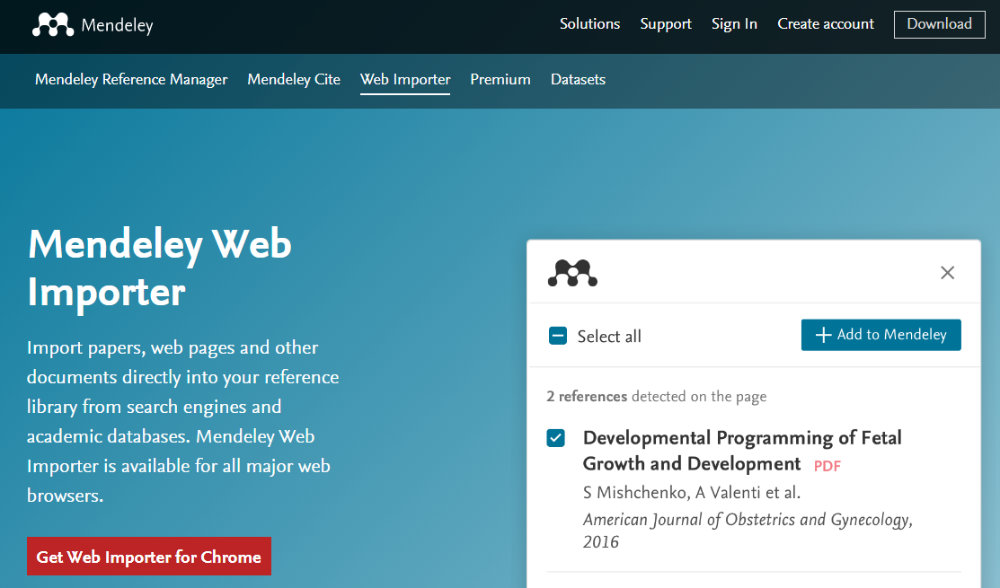 Mendeley
Solutions Support Sign In Create account Download
Mendeley Reference Manager Mendeley Cite Web Importer Premium Datasets
Mendeley Web
Importer
Import papers, web pages and other
documents directly into your reference
library from search engines and
academic databases. Mendeley Web
Importer is available for all major web
browsers.
Get Web Importer for Chrome
Select all
Add to Mendeley
2 references detected on the page
Developmental Programming of Fetal
Growth and Development PDF
S Mishchenko, A Valenti et al.
American Journal of Obstetrics and Gynecology,
2016